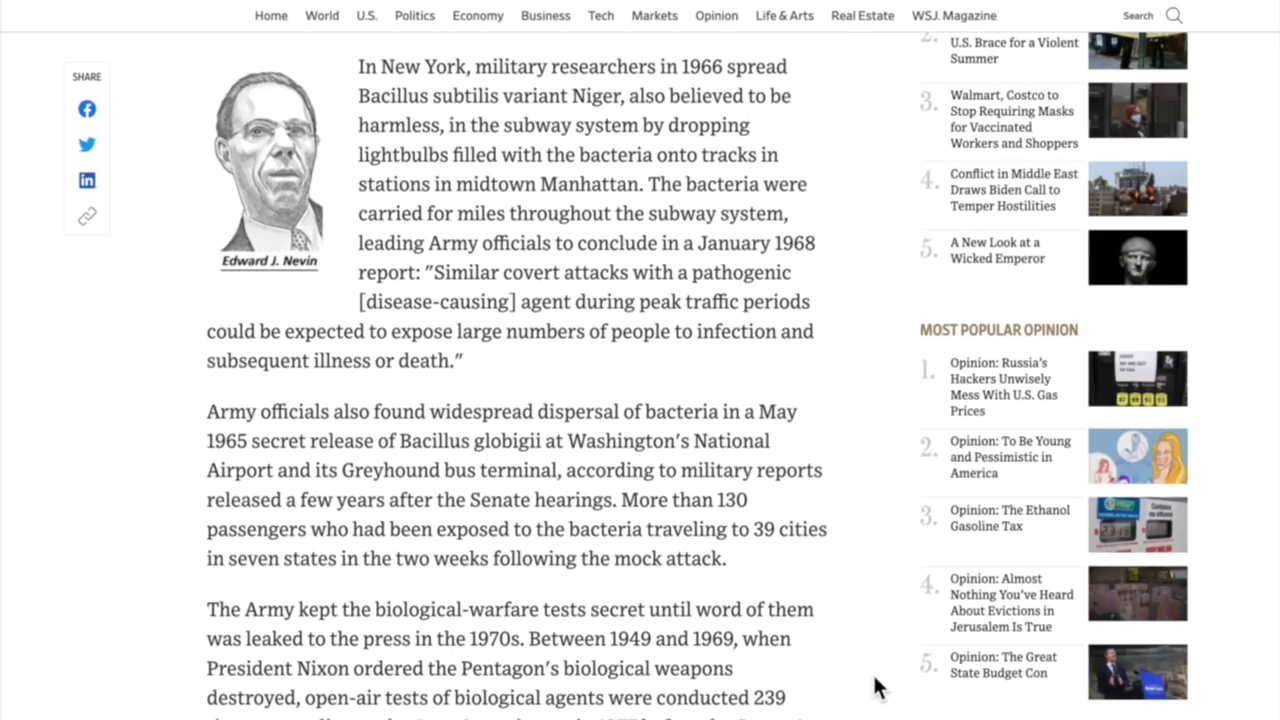 Home World U.S. Politics Economy Business Tech Markets Opinion Life & Arts Real Estate WSJ. Magazine Search
SHARE
Edward J. Nevin
In New York, military researchers in 1966 spread
Bacillus subtilis variant Niger, also believed to be
harmless, in the subway system by dropping
lightbulbs filled with the bacteria onto tracks in
stations in midtown Manhattan. The bacteria were
carried for miles throughout the subway system,
leading Army officials to conclude in a January 1968
report: "Similar covert attacks with a pathogenic
[disease-causing] agent during peak traffic periods
could be expected to expose large numbers of people to infection and
subsequent illness or death."
Army officials also found widespread dispersal of bacteria in a May
1965 secret release of Bacillus globigii at Washington's National
Airport and its Greyhound bus terminal, according to military reports
released a few years after the Senate hearings. More than 130
passengers who had been exposed to the bacteria traveling to 39 cities
in seven states in the two weeks following the mock attack.
The Army kept the biological-warfare tests secret until word of them
was leaked to the press in the 1970s. Between 1949 and 1969, when
President Nixon ordered the Pentagon's biological weapons
destroyed, open-air tests of biological agents were conducted 239
2.
U.S. Brace for a Violent
Summer
3.
Walmart, Costco to
Stop Requiring Masks
for Vaccinated
Workers and Shoppers
4.
Conflict in Middle East
Draws Biden Call to
Temper Hostilities
5.
A New Look at a
Wicked Emperor
MOST POPULAR OPINION
1.
Opinion: Russia's
Hackers Unwisely
Mess With U.S. Gas
Prices
2.
Opinion: To Be Young
and Pessimistic in
America
3.
Opinion: The Ethanol
Gasoline Tax
4.
Opinion: Almost
Nothing You've Heard
About Evictions in
Jerusalem Is True
5.
Opinion: The Great
State Budget Con